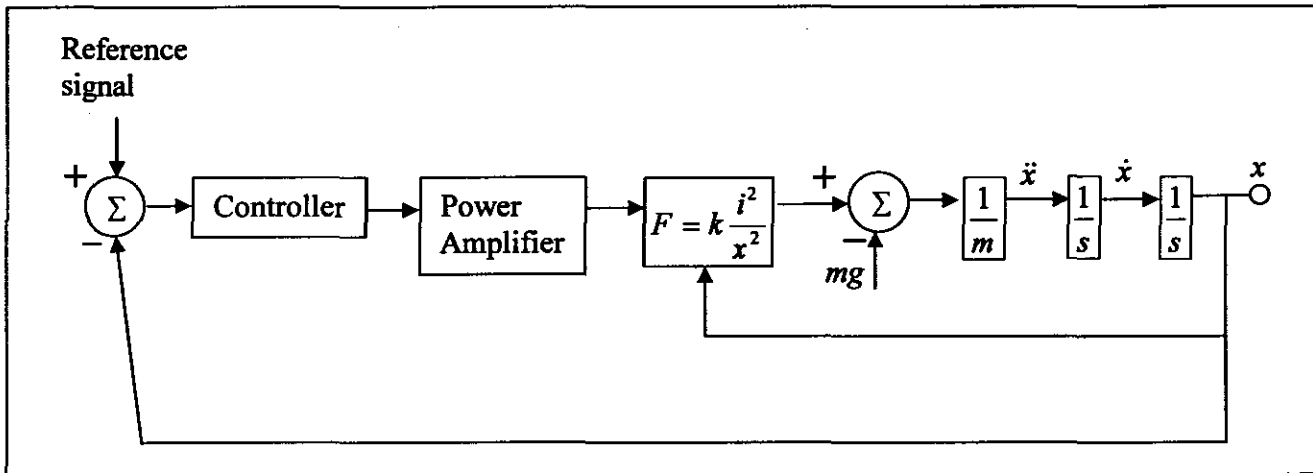 Reference
signal
+
Σ
−
Controller
Power
Amplifier
F = k i²/x²
+
Σ
−
mg
1/m
ẍ
1/s
ẋ
1/s
x